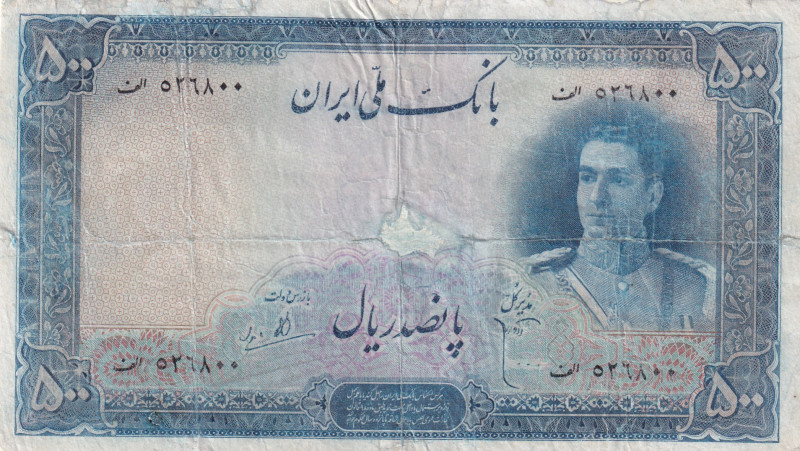 ۵۰۰ ۵۰۰
الف ۵۲۶۸۰۰ الف ۵۲۶۸۰۰
بانک ملّی ایران
مدیر کل بازرس دولت
پانصد ریال
الف ۵۲۶۸۰۰ الف ۵۲۶۸۰۰
۵۰۰ ۵۰۰